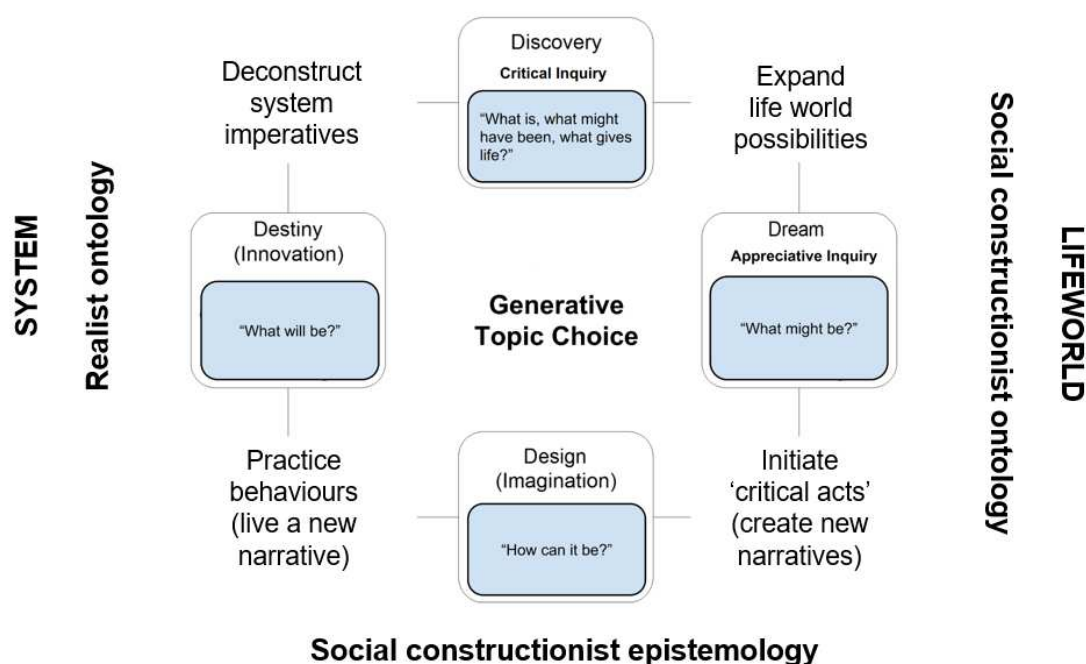 Discovery
Critical Inquiry
“What is, what might
have been, what gives
life?”
Deconstruct
system
imperatives
Expand
life world
possibilities
SYSTEM
Realist ontology
Destiny
(Innovation)
“What will be?”
Generative
Topic Choice
Dream
Appreciative Inquiry
“What might be?”
Social constructionist ontology
LIFEWORLD
Practice
behaviours
(live a new
narrative)
Design
(Imagination)
“How can it be?”
Initiate
‘critical acts’
(create new
narratives)
Social constructionist epistemology